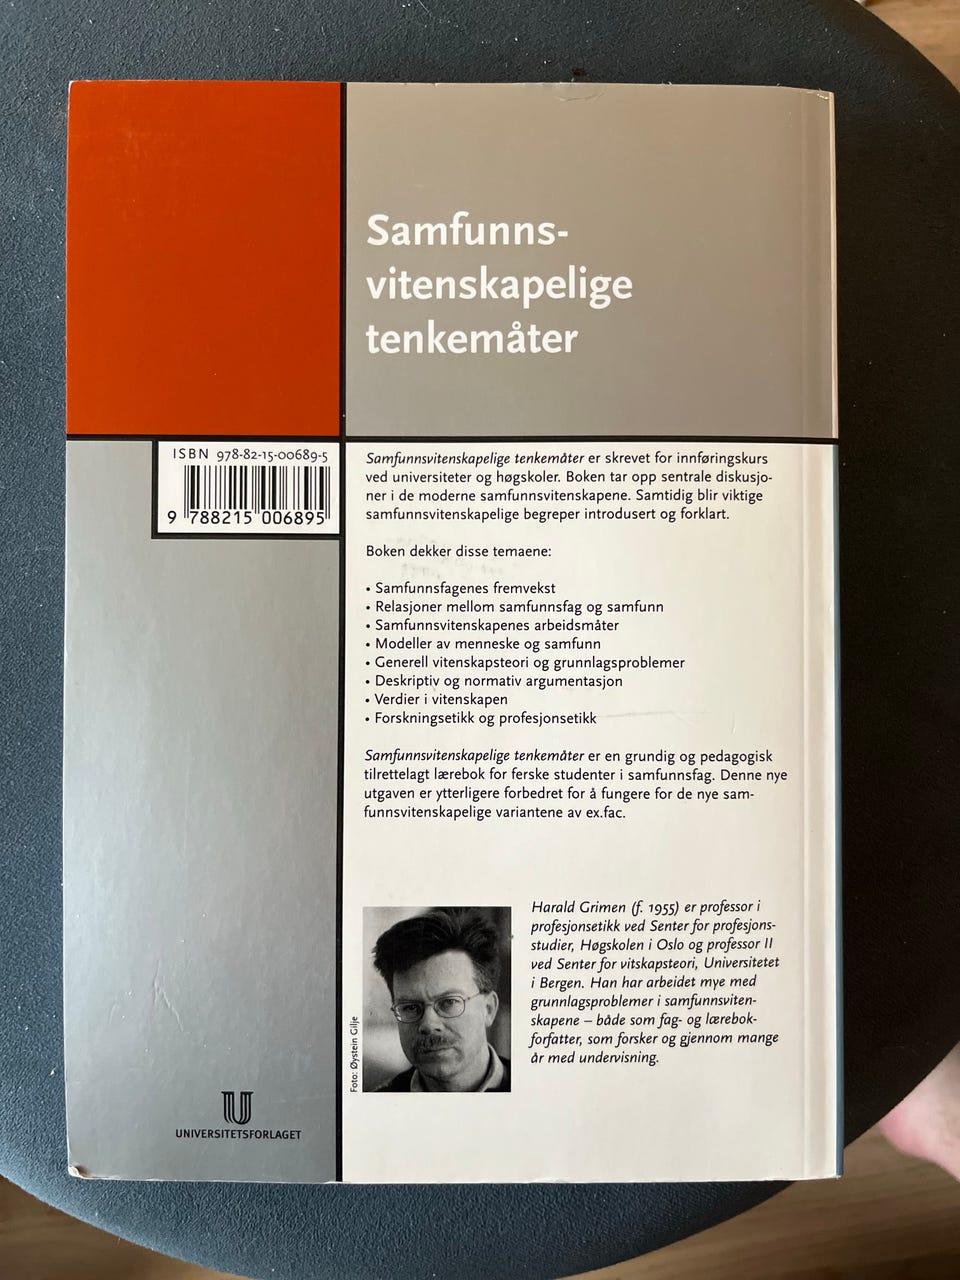 Samfunns-
vitenskapelige
tenkemåter
ISBN 978-82-15-00689-5
9 788215 006895
Samfunnsvitenskapelige tenkemåter er skrevet for innføringskurs
ved universiteter og høgskoler. Boken tar opp sentrale diskusjo-
ner i de moderne samfunnsvitenskapene. Samtidig blir viktige
samfunnsvitenskapelige begreper introdusert og forklart.
Boken dekker disse temaene:
• Samfunnsfagenes fremvekst
• Relasjoner mellom samfunnsfag og samfunn
• Samfunnsvitenskapenes arbeidsmåter
• Modeller av menneske og samfunn
• Generell vitenskapsteori og grunnlagsproblemer
• Deskriptiv og normativ argumentasjon
• Verdier i vitenskapen
• Forskningsetikk og profesjonsetikk
Samfunnsvitenskapelige tenkemåter er en grundig og pedagogisk
tilrettelagt lærebok for ferske studenter i samfunnsfag. Denne nye
utgaven er ytterligere forbedret for å fungere for de nye sam-
funnsvitenskapelige variantene av ex.fac.
Harald Grimen (f. 1955) er professor i
profesjonsetikk ved Senter for profesjons-
studier, Høgskolen i Oslo og professor II
ved Senter for vitskapsteori, Universitetet
i Bergen. Han har arbeidet mye med
grunnlagsproblemer i samfunnsviten-
skapene – både som fag- og lærebok-
forfatter, som forsker og gjennom mange
år med undervisning.
Foto: Øystein Gilje
UNIVERSITETSFORLAGET